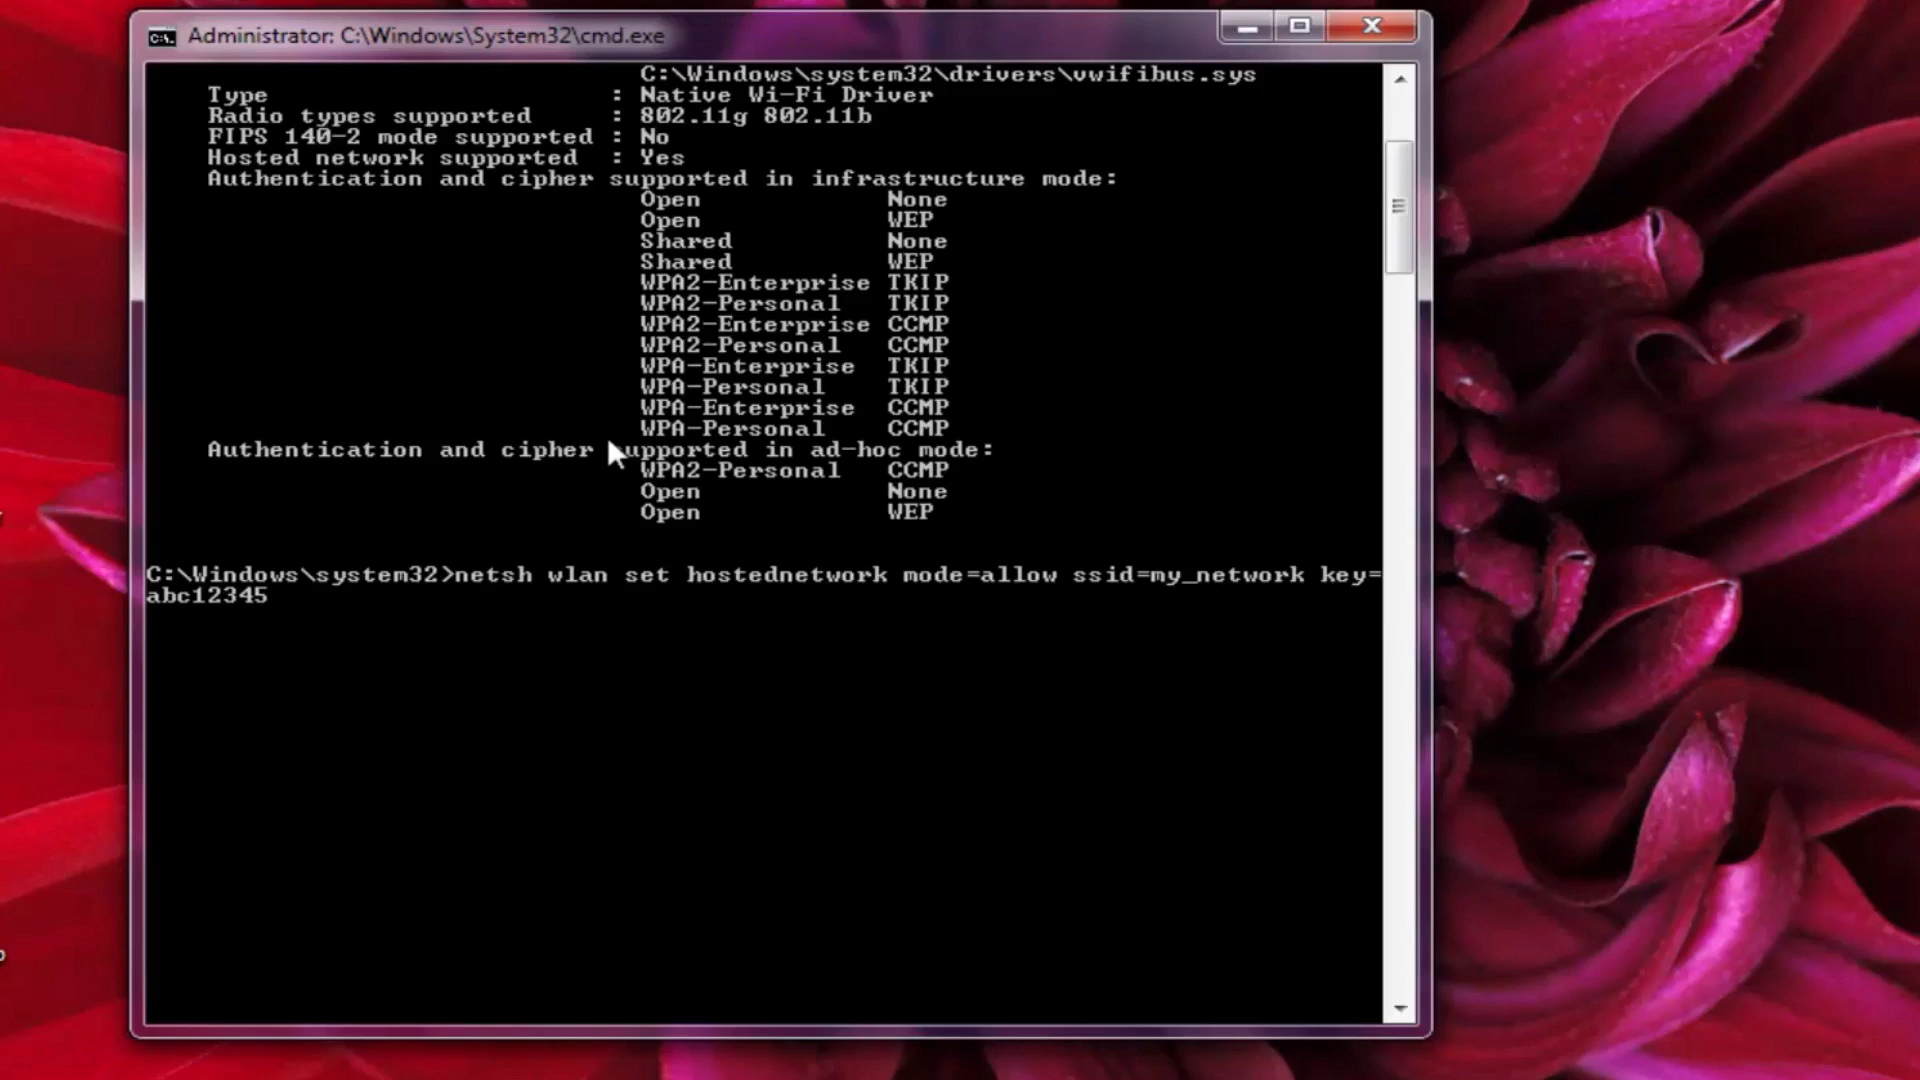 Administrator: C:\Windows\System32\cmd.exe
C:\Windows\system32\drivers\vwifibus.sys
Type : Native Wi-Fi Driver
Radio types supported : 802.11g 802.11b
FIPS 140-2 mode supported : No
Hosted network supported : Yes
Authentication and cipher supported in infrastructure mode:
Open None
Open WEP
Shared None
Shared WEP
WPA2-Enterprise TKIP
WPA2-Personal TKIP
WPA2-Enterprise CCMP
WPA2-Personal CCMP
WPA-Enterprise TKIP
WPA-Personal TKIP
WPA-Enterprise CCMP
WPA-Personal CCMP
Authentication and cipher supported in ad-hoc mode:
WPA2-Personal CCMP
Open None
Open WEP
C:\Windows\system32>netsh wlan set hostednetwork mode=allow ssid=my_network key=
abc12345